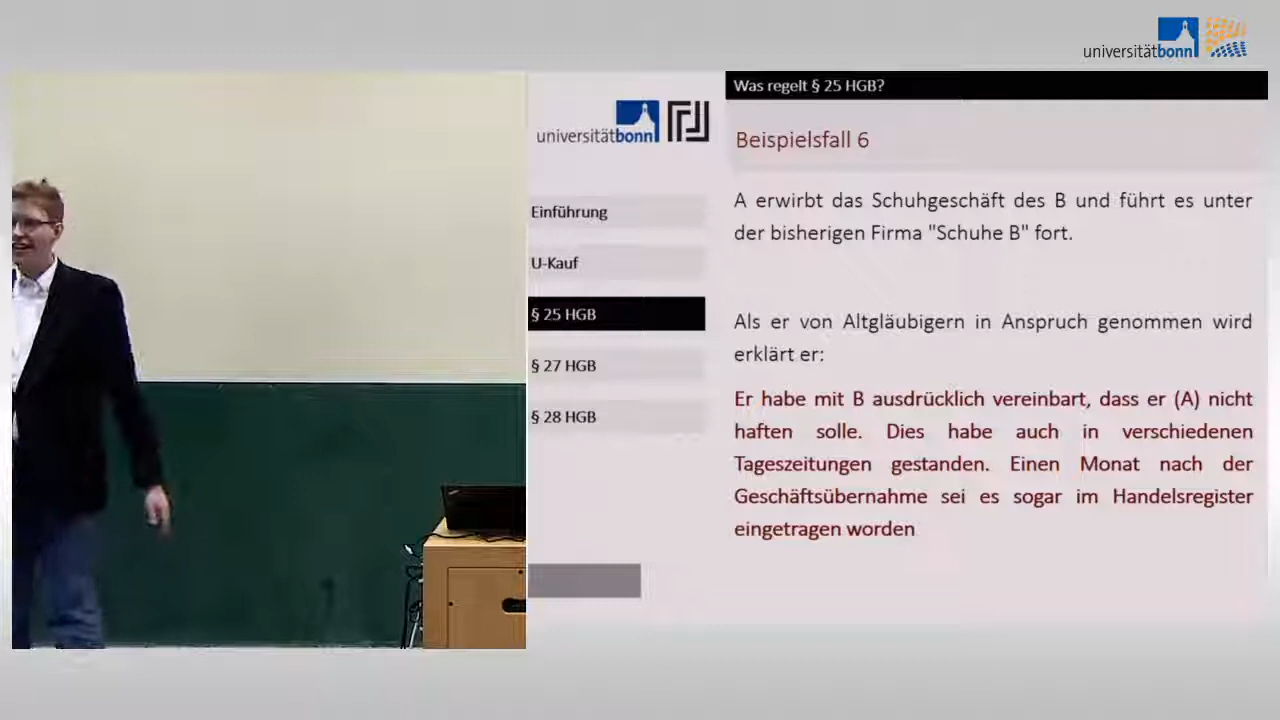 universitätbonn
Was regelt § 25 HGB?
universitätbonn
Einführung
U-Kauf
§ 25 HGB
§ 27 HGB
§ 28 HGB
Beispielsfall 6
A erwirbt das Schuhgeschäft des B und führt es unter
der bisherigen Firma "Schuhe B" fort.
Als er von Altgläubigern in Anspruch genommen wird
erklärt er:
Er habe mit B ausdrücklich vereinbart, dass er (A) nicht
haften solle. Dies habe auch in verschiedenen
Tageszeitungen gestanden. Einen Monat nach der
Geschäftsübernahme sei es sogar im Handelsregister
eingetragen worden